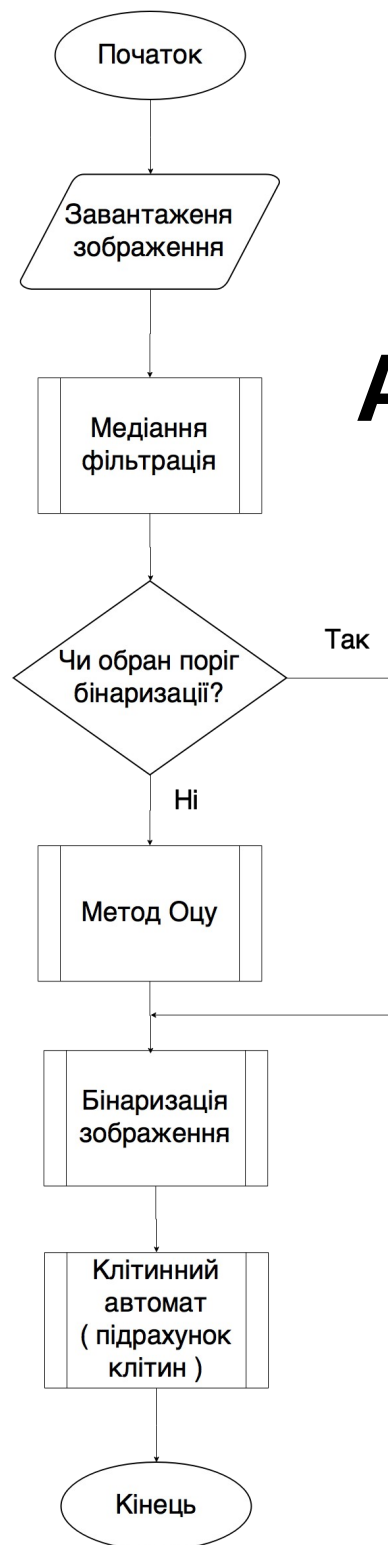 Початок
Завантаженя
зображення
А
Медіання
фільтрація
Чи обран поріг
бінаризації?
Так
Ні
Метод Оцу
Бінаризація
зображення
Клітинний
автомат
( підрахунок
клітин )
Кінець